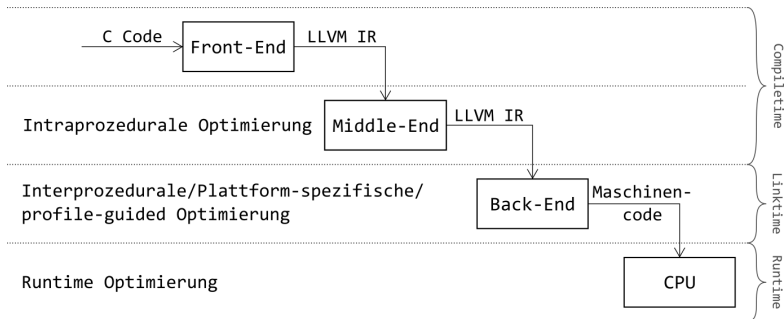 C Code
Front-End
LLVM IR
Compiletime
Intraprozedurale Optimierung
Middle-End
LLVM IR
Interprozedurale/Plattform-spezifische/
profile-guided Optimierung
Back-End
Maschinen-
code
Linktime
Runtime Optimierung
CPU
Runtime